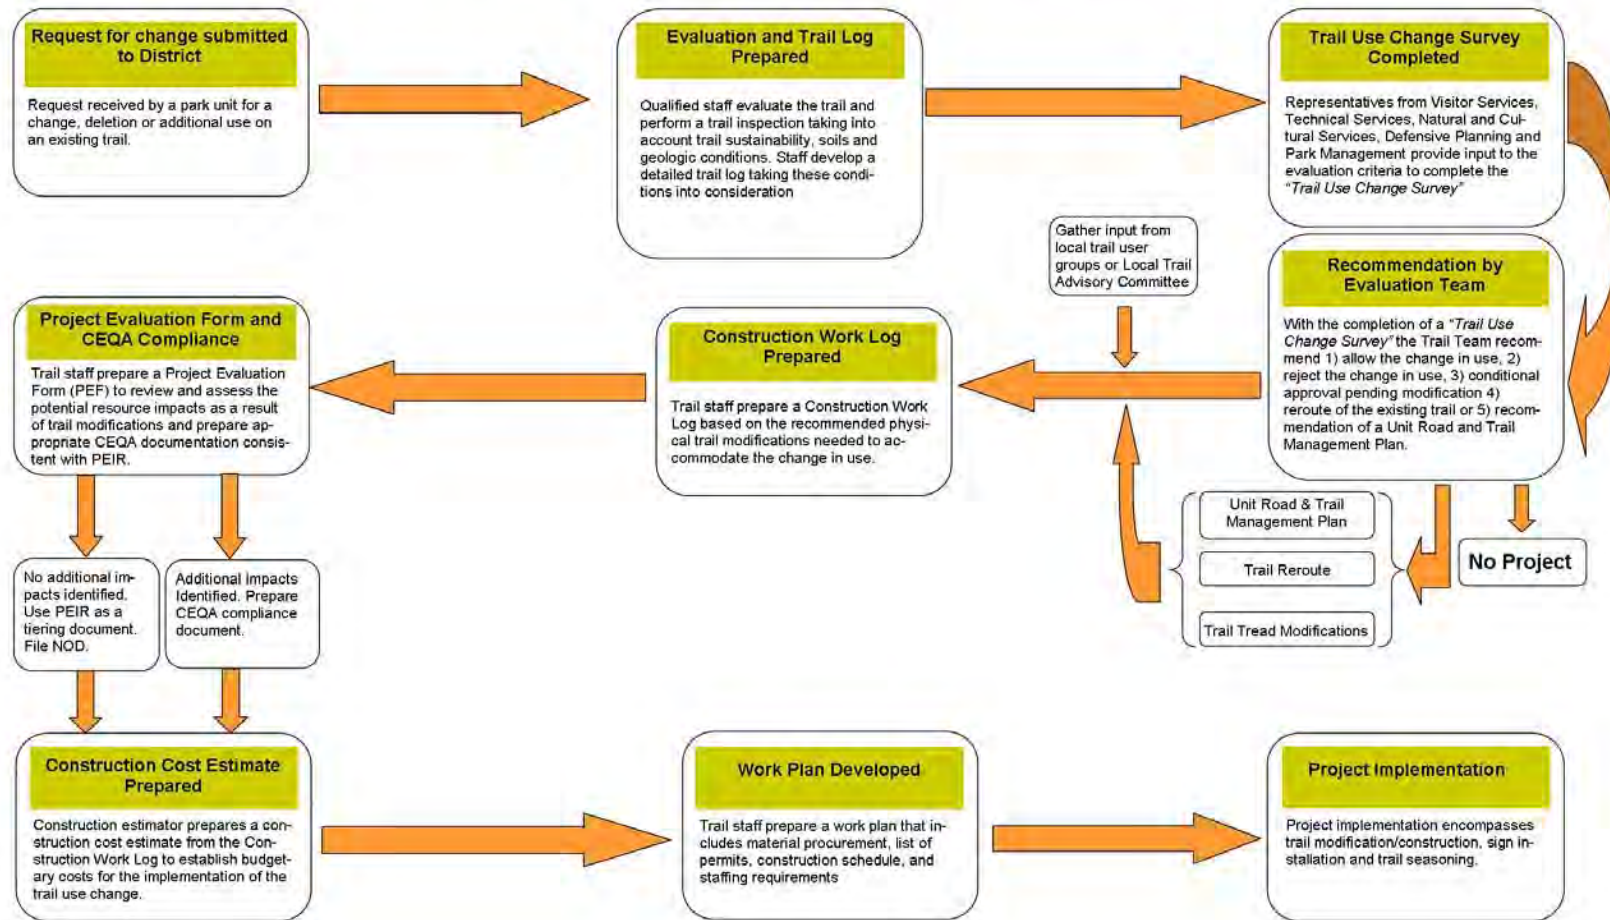 Request for change submitted
to District
Request received by a park unit for a
change, deletion or additional use on
an existing trail.
Evaluation and Trail Log
Prepared
Qualified staff evaluate the trail and
perform a trail inspection taking into
account trail sustainability, soils and
geologic conditions. Staff develop a
detailed trail log taking these condi-
tions into consideration
Trail Use Change Survey
Completed
Representatives from Visitor Services,
Technical Services, Natural and Cul-
tural Services, Defensive Planning and
Park Management provide input to the
evaluation criteria to complete the
“Trail Use Change Survey”
Recommendation by
Evaluation Team
With the completion of a “Trail Use
Change Survey” the Trail Team recom-
mend 1) allow the change in use, 2)
reject the change in use, 3) conditional
approval pending modification 4)
reroute of the existing trail or 5) recom-
mendation of a Unit Road and Trail
Management Plan.
No Project
Unit Road & Trail
Management Plan
Trail Reroute
Trail Tread Modifications
Gather input from
local trail user
groups or Local Trail
Advisory Committee
Construction Work Log
Prepared
Trail staff prepare a Construction Work
Log based on the recommended physi-
cal trail modifications needed to ac-
commodate the change in use.
Project Evaluation Form and
CEQA Compliance
Trail staff prepare a Project Evaluation
Form (PEF) to review and assess the
potential resource impacts as a result
of trail modifications and prepare ap-
propriate CEQA documentation consis-
tent with PEIR.
No additional im-
pacts identified.
Use PEIR as a
tiering document.
File NOD.
Additional impacts
Identified. Prepare
CEQA compliance
document.
Construction Cost Estimate
Prepared
Construction estimator prepares a con-
struction cost estimate from the Con-
struction Work Log to establish budget-
ary costs for the implementation of the
trail use change.
Work Plan Developed
Trail staff prepare a work plan that in-
cludes material procurement, list of
permits, construction schedule, and
staffing requirements
Project Implementation
Project implementation encompasses
trail modification/construction, sign in-
stallation and trail seasoning.